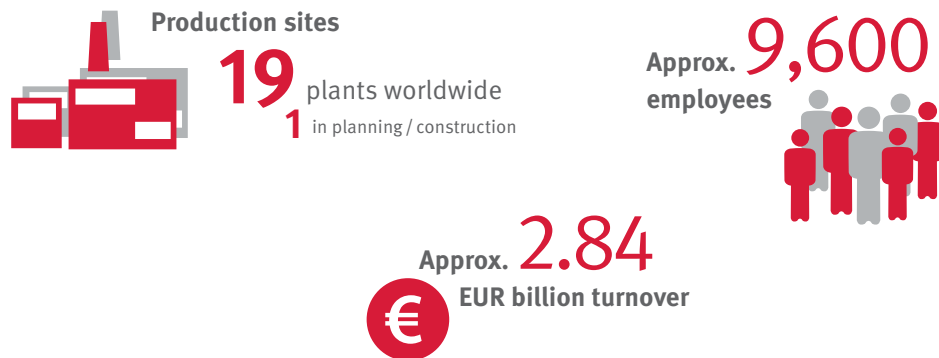 Production sites
19 plants worldwide
1 in planning / construction
Approx. 9,600
employees
Approx. 2.84
EUR billion turnover
€